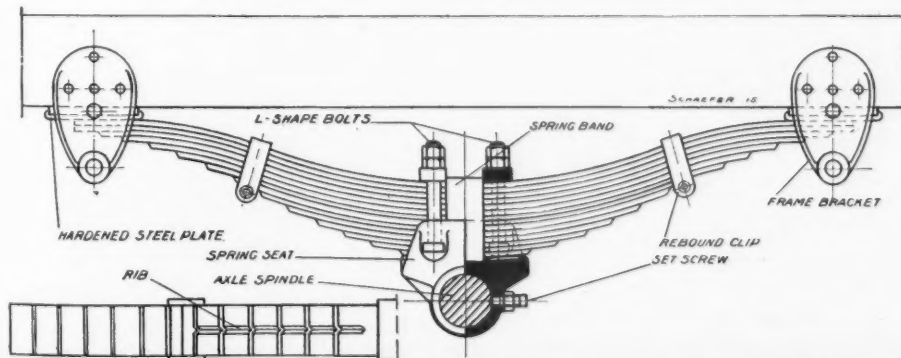 SCHAEFER 15
L-SHAPE BOLTS
SPRING BAND
HARDENED STEEL PLATE.
FRAME BRACKET
SPRING SEAT
REBOUND CLIP
AXLE SPINDLE
SET SCREW
RIB